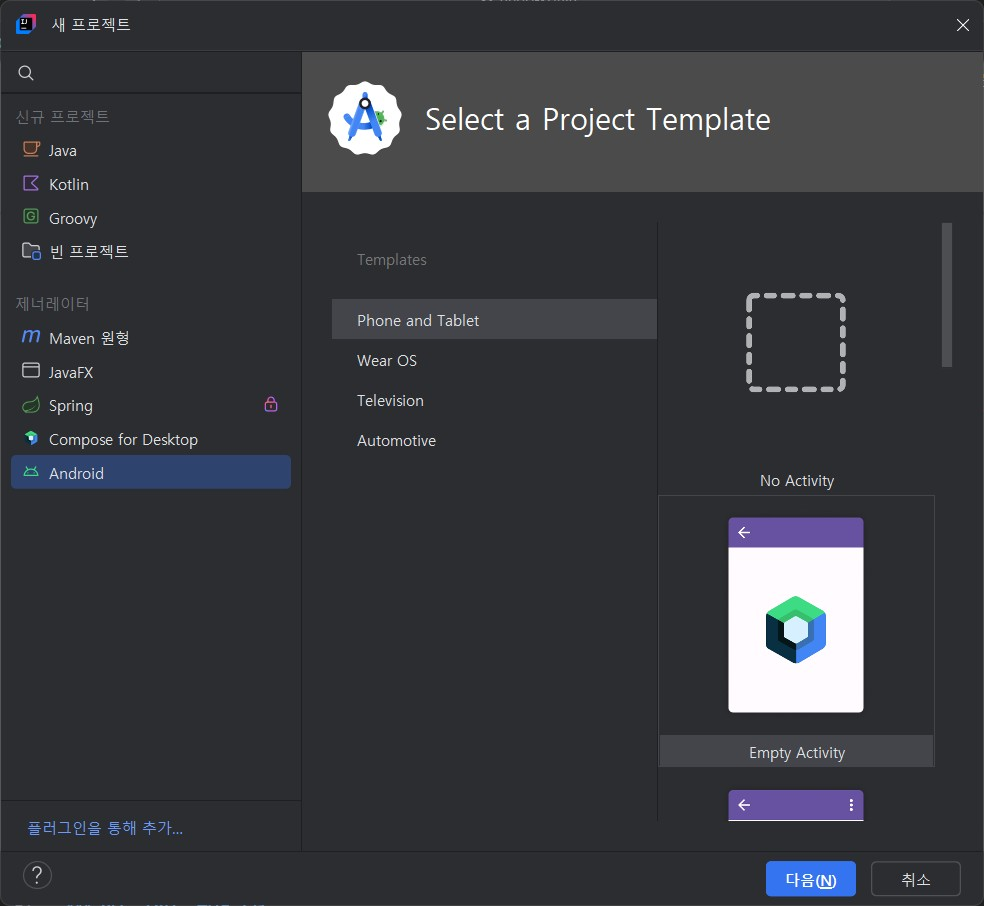 새 프로젝트
신규 프로젝트
Java
Kotlin
Groovy
빈 프로젝트
제너레이터
Maven 원형
JavaFX
Spring
Compose for Desktop
Android
플러그인을 통해 추가...
Select a Project Template
Templates
Phone and Tablet
Wear OS
Television
Automotive
No Activity
Empty Activity
?
다음(N)
취소